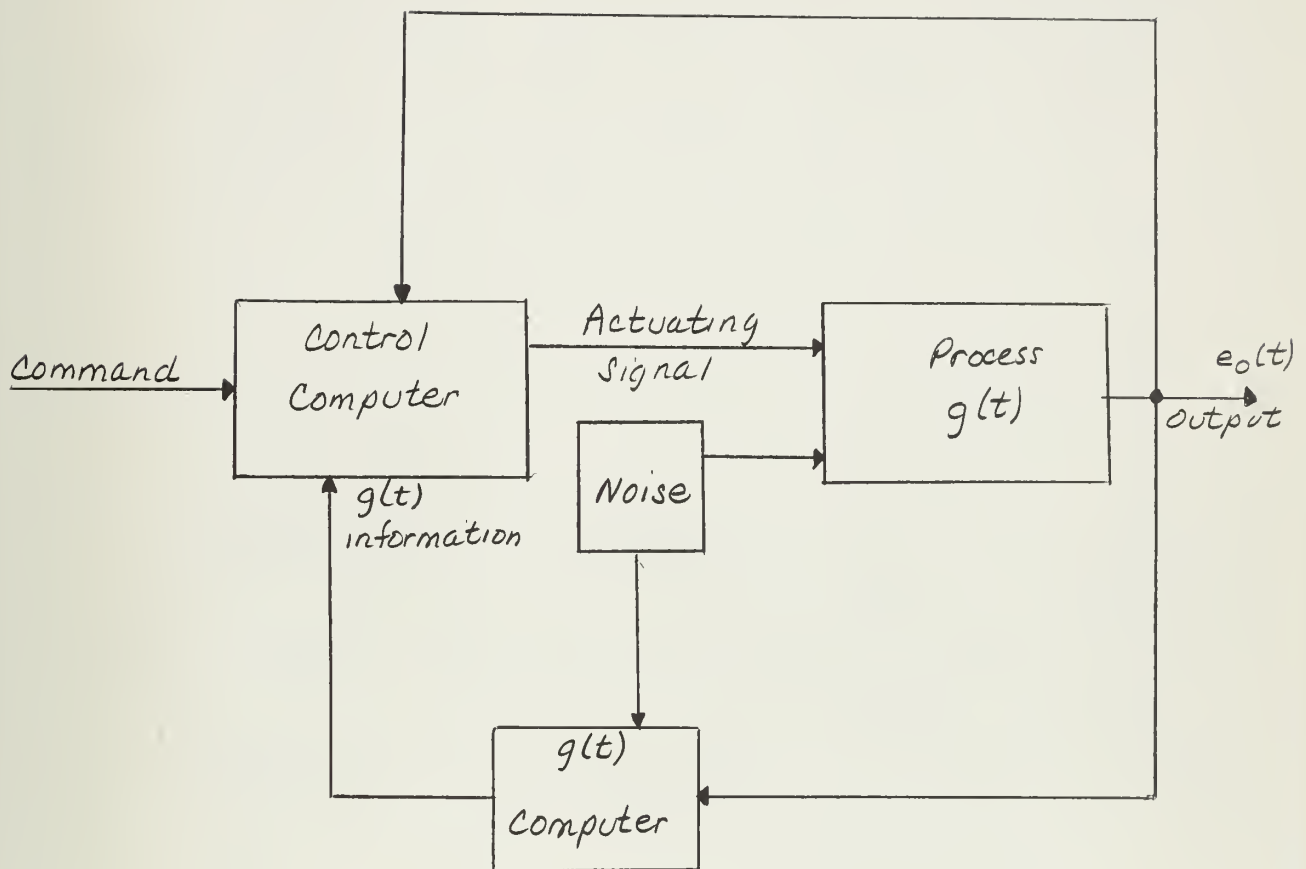 Command
Control
Computer
g(t)
information
Actuating
signal
Noise
Process
g(t)
e₀(t)
output
g(t)
Computer